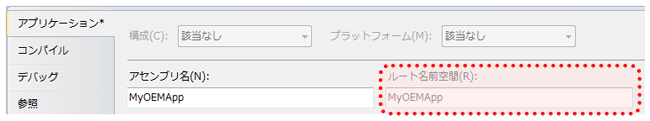 アプリケーション*
コンパイル
デバッグ
参照
構成(C): 該当なし プラットフォーム(M): 該当なし
アセンブリ名(N): ルート名前空間(R):
MyOEMApp MyOEMApp